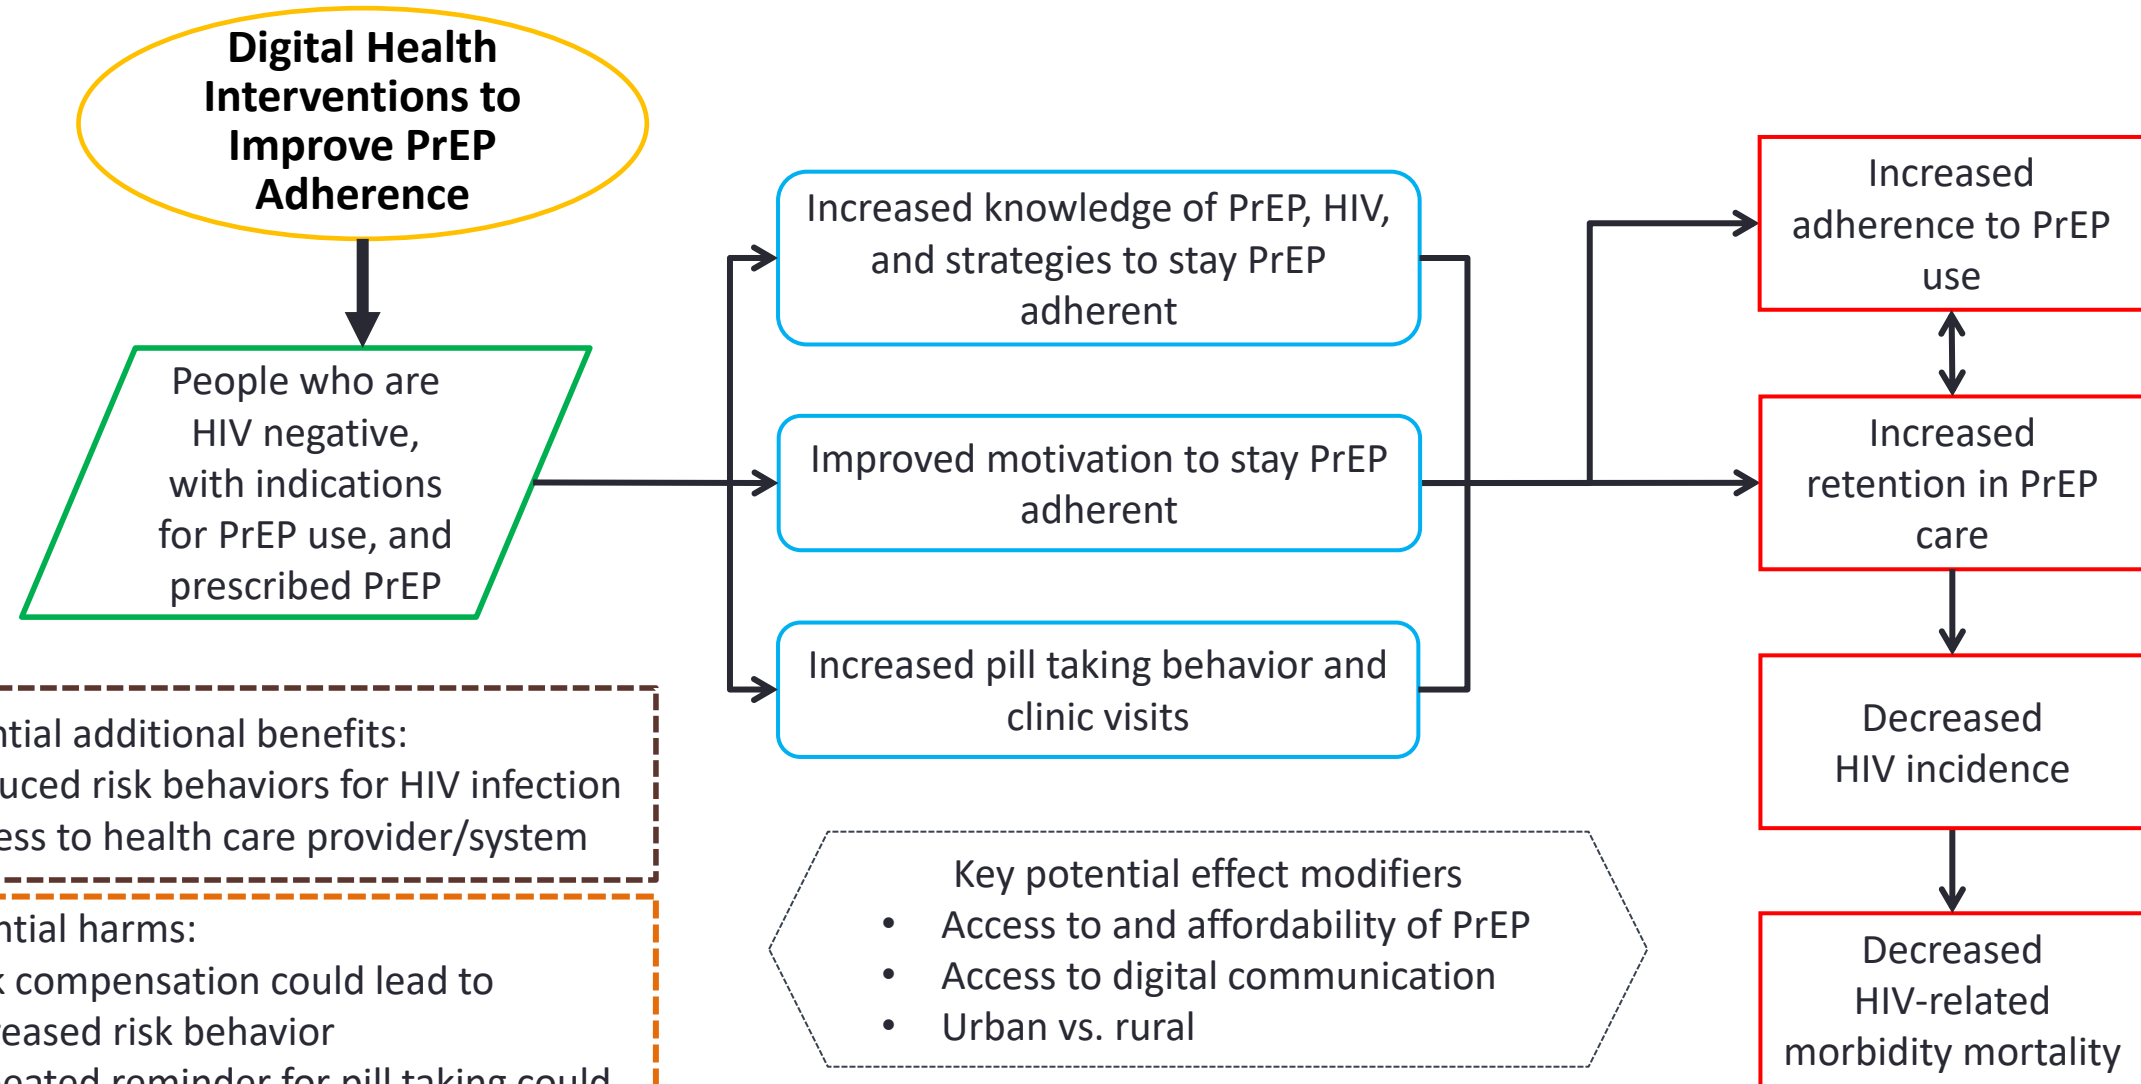 Digital Health
Interventions to
Improve PrEP
Adherence
People who are
HIV negative,
with indications
for PrEP use, and
prescribed PrEP
Increased knowledge of PrEP, HIV,
and strategies to stay PrEP
adherent
Improved motivation to stay PrEP
adherent
Increased pill taking behavior and
clinic visits
Increased
adherence to PrEP
use
Increased
retention in PrEP
care
Decreased
HIV incidence
Decreased
HIV-related
morbidity mortality
additional benefits:
risk behaviors for HIV infection
to health care provider/system
harms:
compensation could lead to
risk behavior
reminder for pill taking could
Key potential effect modifiers
• Access to and affordability of PrEP
• Access to digital communication
• Urban vs. rural